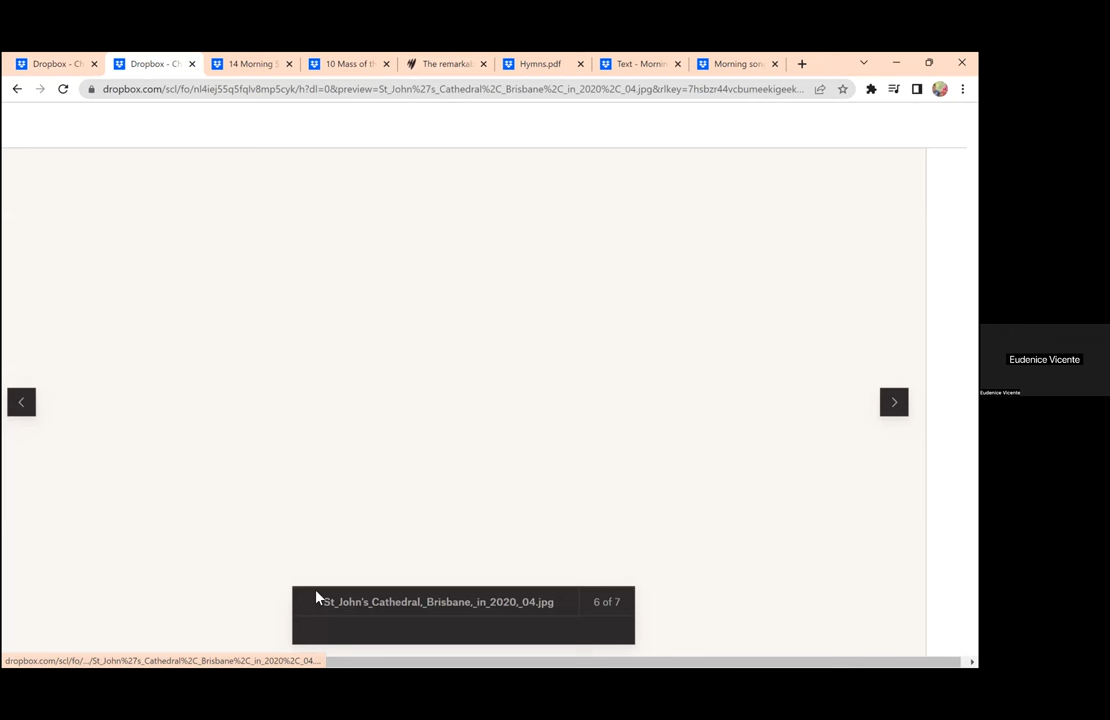 Dropbox - Ch
Dropbox - Ch
14 Morning S
10 Mass of th
The remarka
Hymns.pdf
Text - Mornin
Morning son
dropbox.com/scl/fo/nl4iej55q5fqlv8mp5cyk/h?dl=0&preview=St_John%27s_Cathedral%2C_Brisbane%2C_in_2020%2C_04.jpg&rlkey=7hsbzr44vcbumeekigeek...
Eudenice Vicente
Eudenice Vicente
St_John's_Cathedral,_Brisbane,_in_2020,_04.jpg
6 of 7
dropbox.com/scl/fo/.../St_John%27s_Cathedral%2C_Brisbane%2C_in_2020%2C_04....